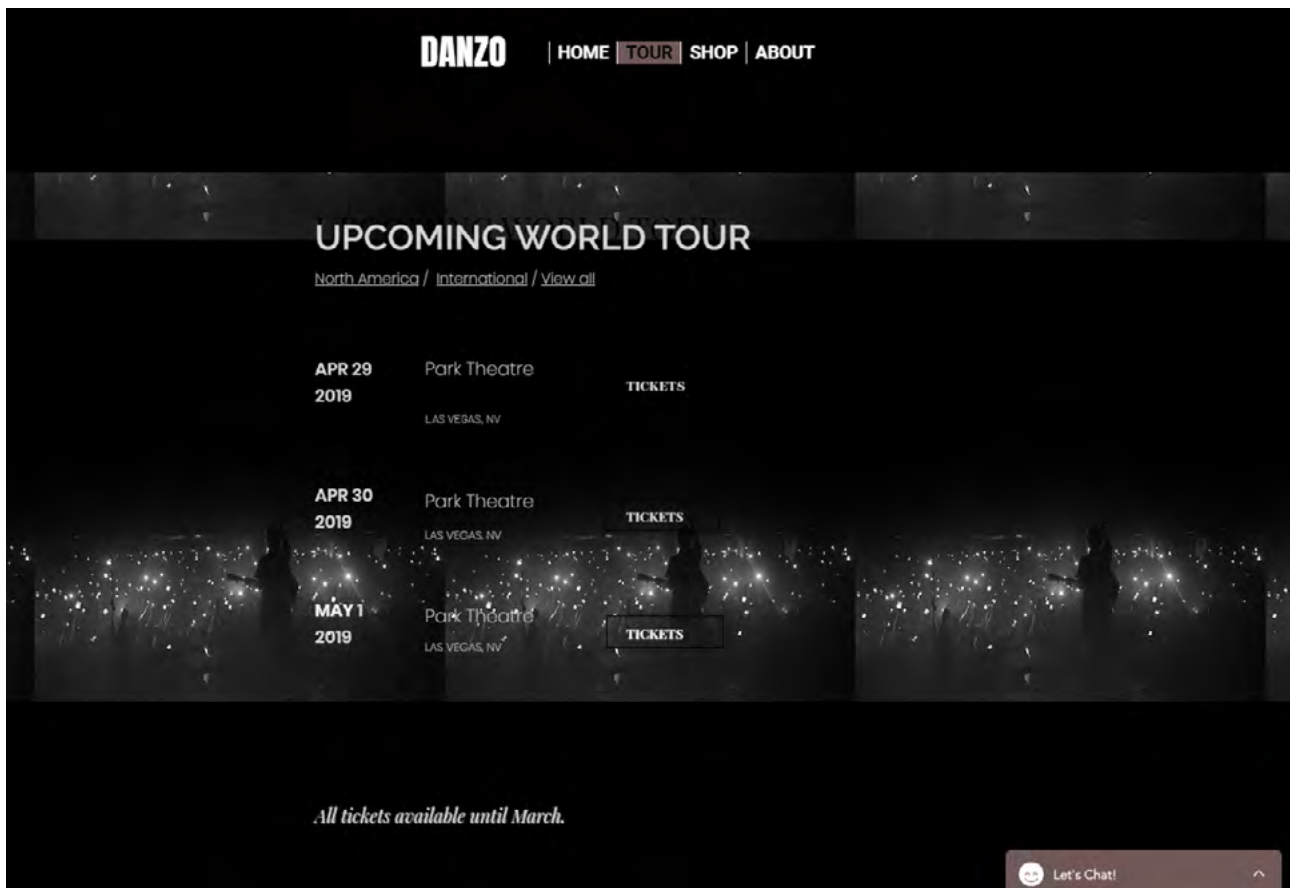 DANZO
HOME TOUR SHOP ABOUT
UPCOMING WORLD TOUR
North America / International / View all
APR 29
2019
Park Theatre
LAS VEGAS, NV
TICKETS
APR 30
2019
Park Theatre
LAS VEGAS, NV
TICKETS
MAY 1
2019
Park Theatre
LAS VEGAS, NV
TICKETS
All tickets available until March.
Let's Chat!